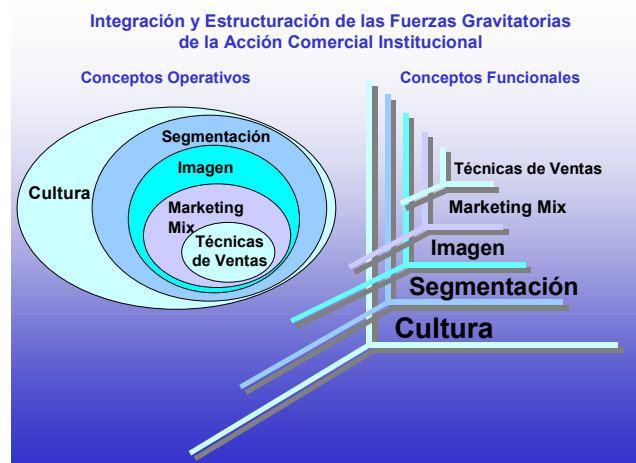 Integración y Estructuración de las Fuerzas Gravitatorias
de la Acción Comercial Institucional
Conceptos Operativos
Segmentación
Imagen
Cultura
Marketing
Mix
Técnicas
de Ventas
Conceptos Funcionales
Técnicas de Ventas
Marketing Mix
Imagen
Segmentación
Cultura